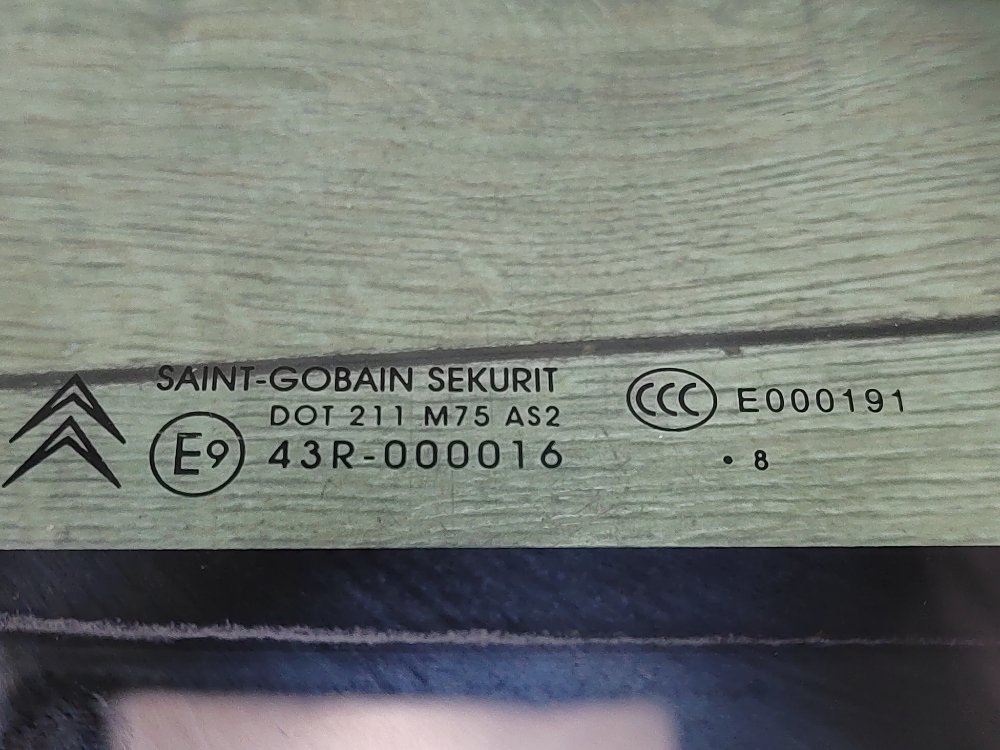 SAINT-GOBAIN SEKURIT
DOT 211 M75 AS2
E9 43R-000016
CCC E000191
• 8